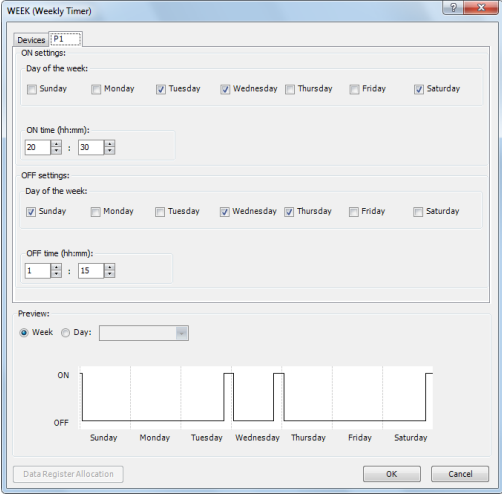 WEEK (Weekly Timer)
Devices P1
ON settings:
Day of the week:
Sunday Monday Tuesday Wednesday Thursday Friday Saturday
ON time (hh:mm):
20 : 30
OFF settings:
Day of the week:
Sunday Monday Tuesday Wednesday Thursday Friday Saturday
OFF time (hh:mm):
1 : 15
Preview:
Week Day:
ON
OFF
Sunday Monday Tuesday Wednesday Thursday Friday Saturday
Data Register Allocation OK Cancel